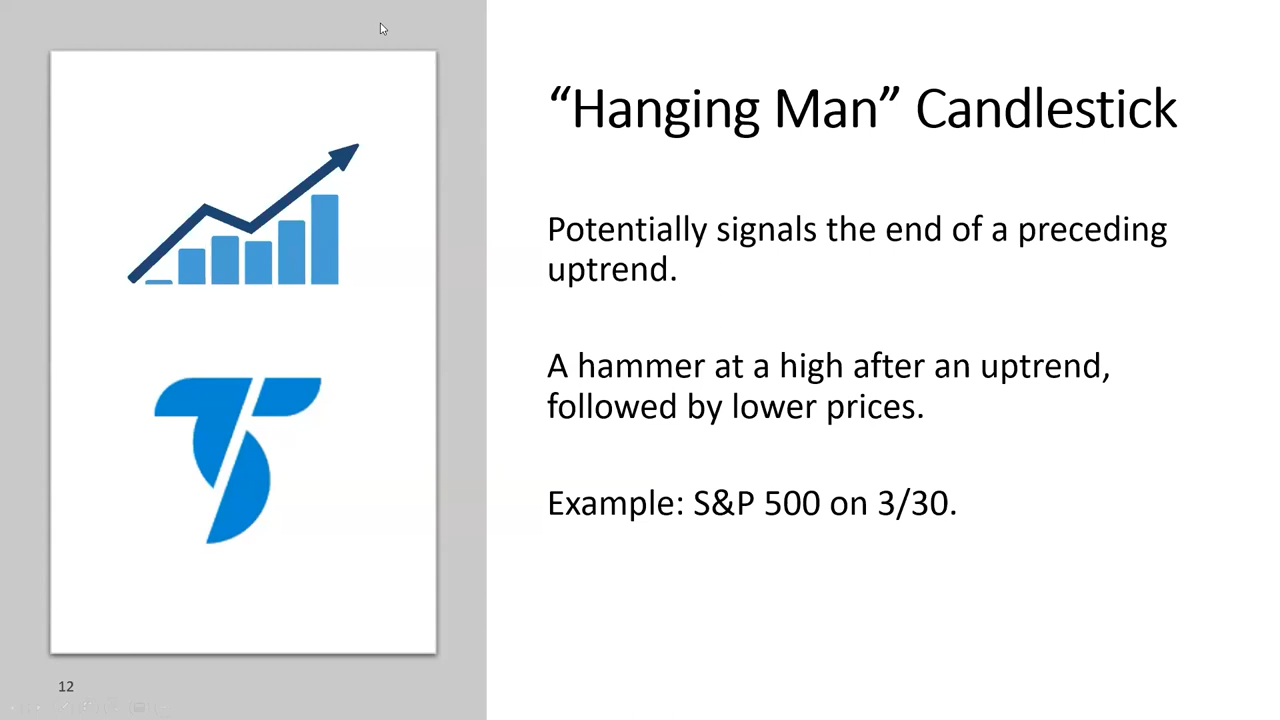 “Hanging Man” Candlestick
Potentially signals the end of a preceding
uptrend.
A hammer at a high after an uptrend,
followed by lower prices.
Example: S&P 500 on 3/30.
12